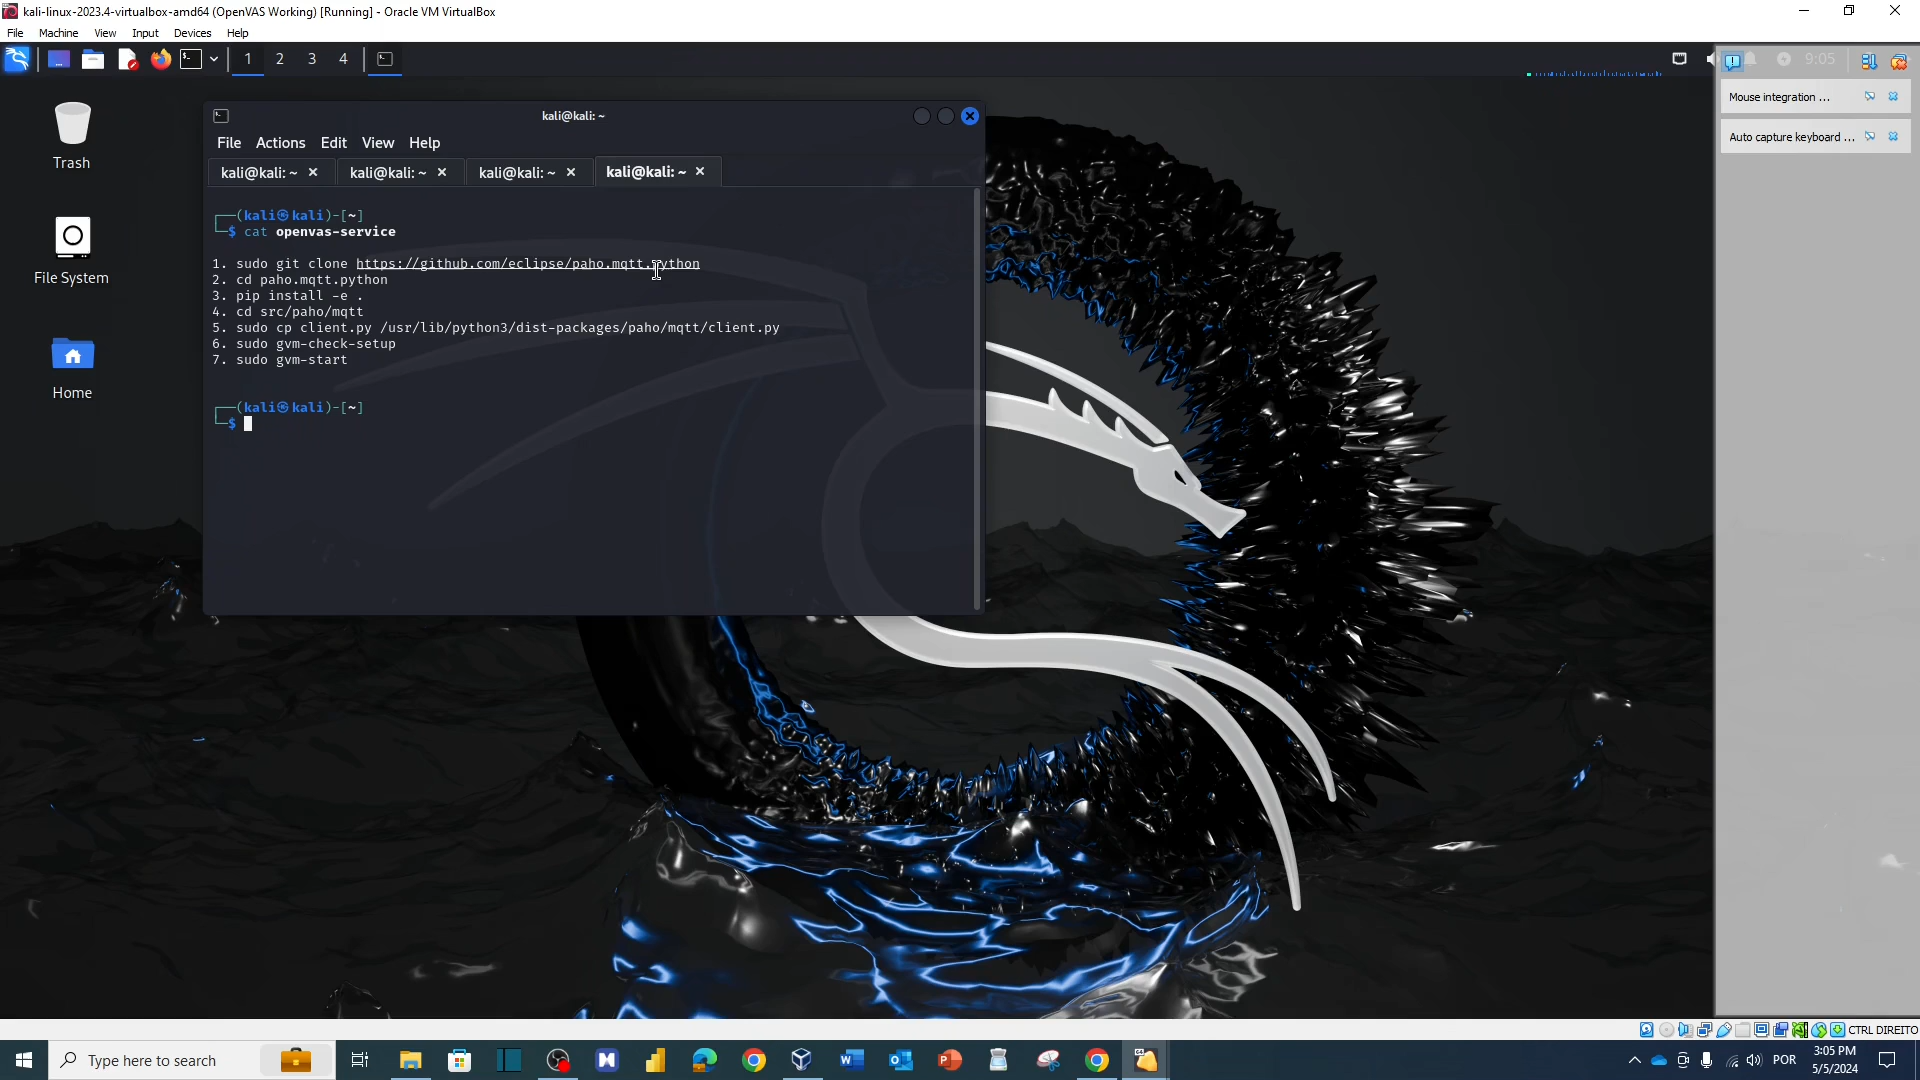 kali-linux-2023.4-virtualbox-amd64 (OpenVAS Working) [Running] - Oracle VM VirtualBox
File Machine View Input Devices Help
1 2 3 4
9:05
Mouse integration ...
Auto capture keyboard ...
Trash
File System
Home
kali@kali: ~
File Actions Edit View Help
kali@kali: ~ kali@kali: ~ kali@kali: ~ kali@kali: ~
┌──(kali㉿kali)-[~]
└─$ cat openvas-service
1. sudo git clone https://github.com/eclipse/paho.mqtt.python
2. cd paho.mqtt.python
3. pip install -e .
4. cd src/paho/mqtt
5. sudo cp client.py /usr/lib/python3/dist-packages/paho/mqtt/client.py
6. sudo gvm-check-setup
7. sudo gvm-start
┌──(kali㉿kali)-[~]
└─$
CTRL DIREITO
Type here to search
POR
3:05 PM
5/5/2024